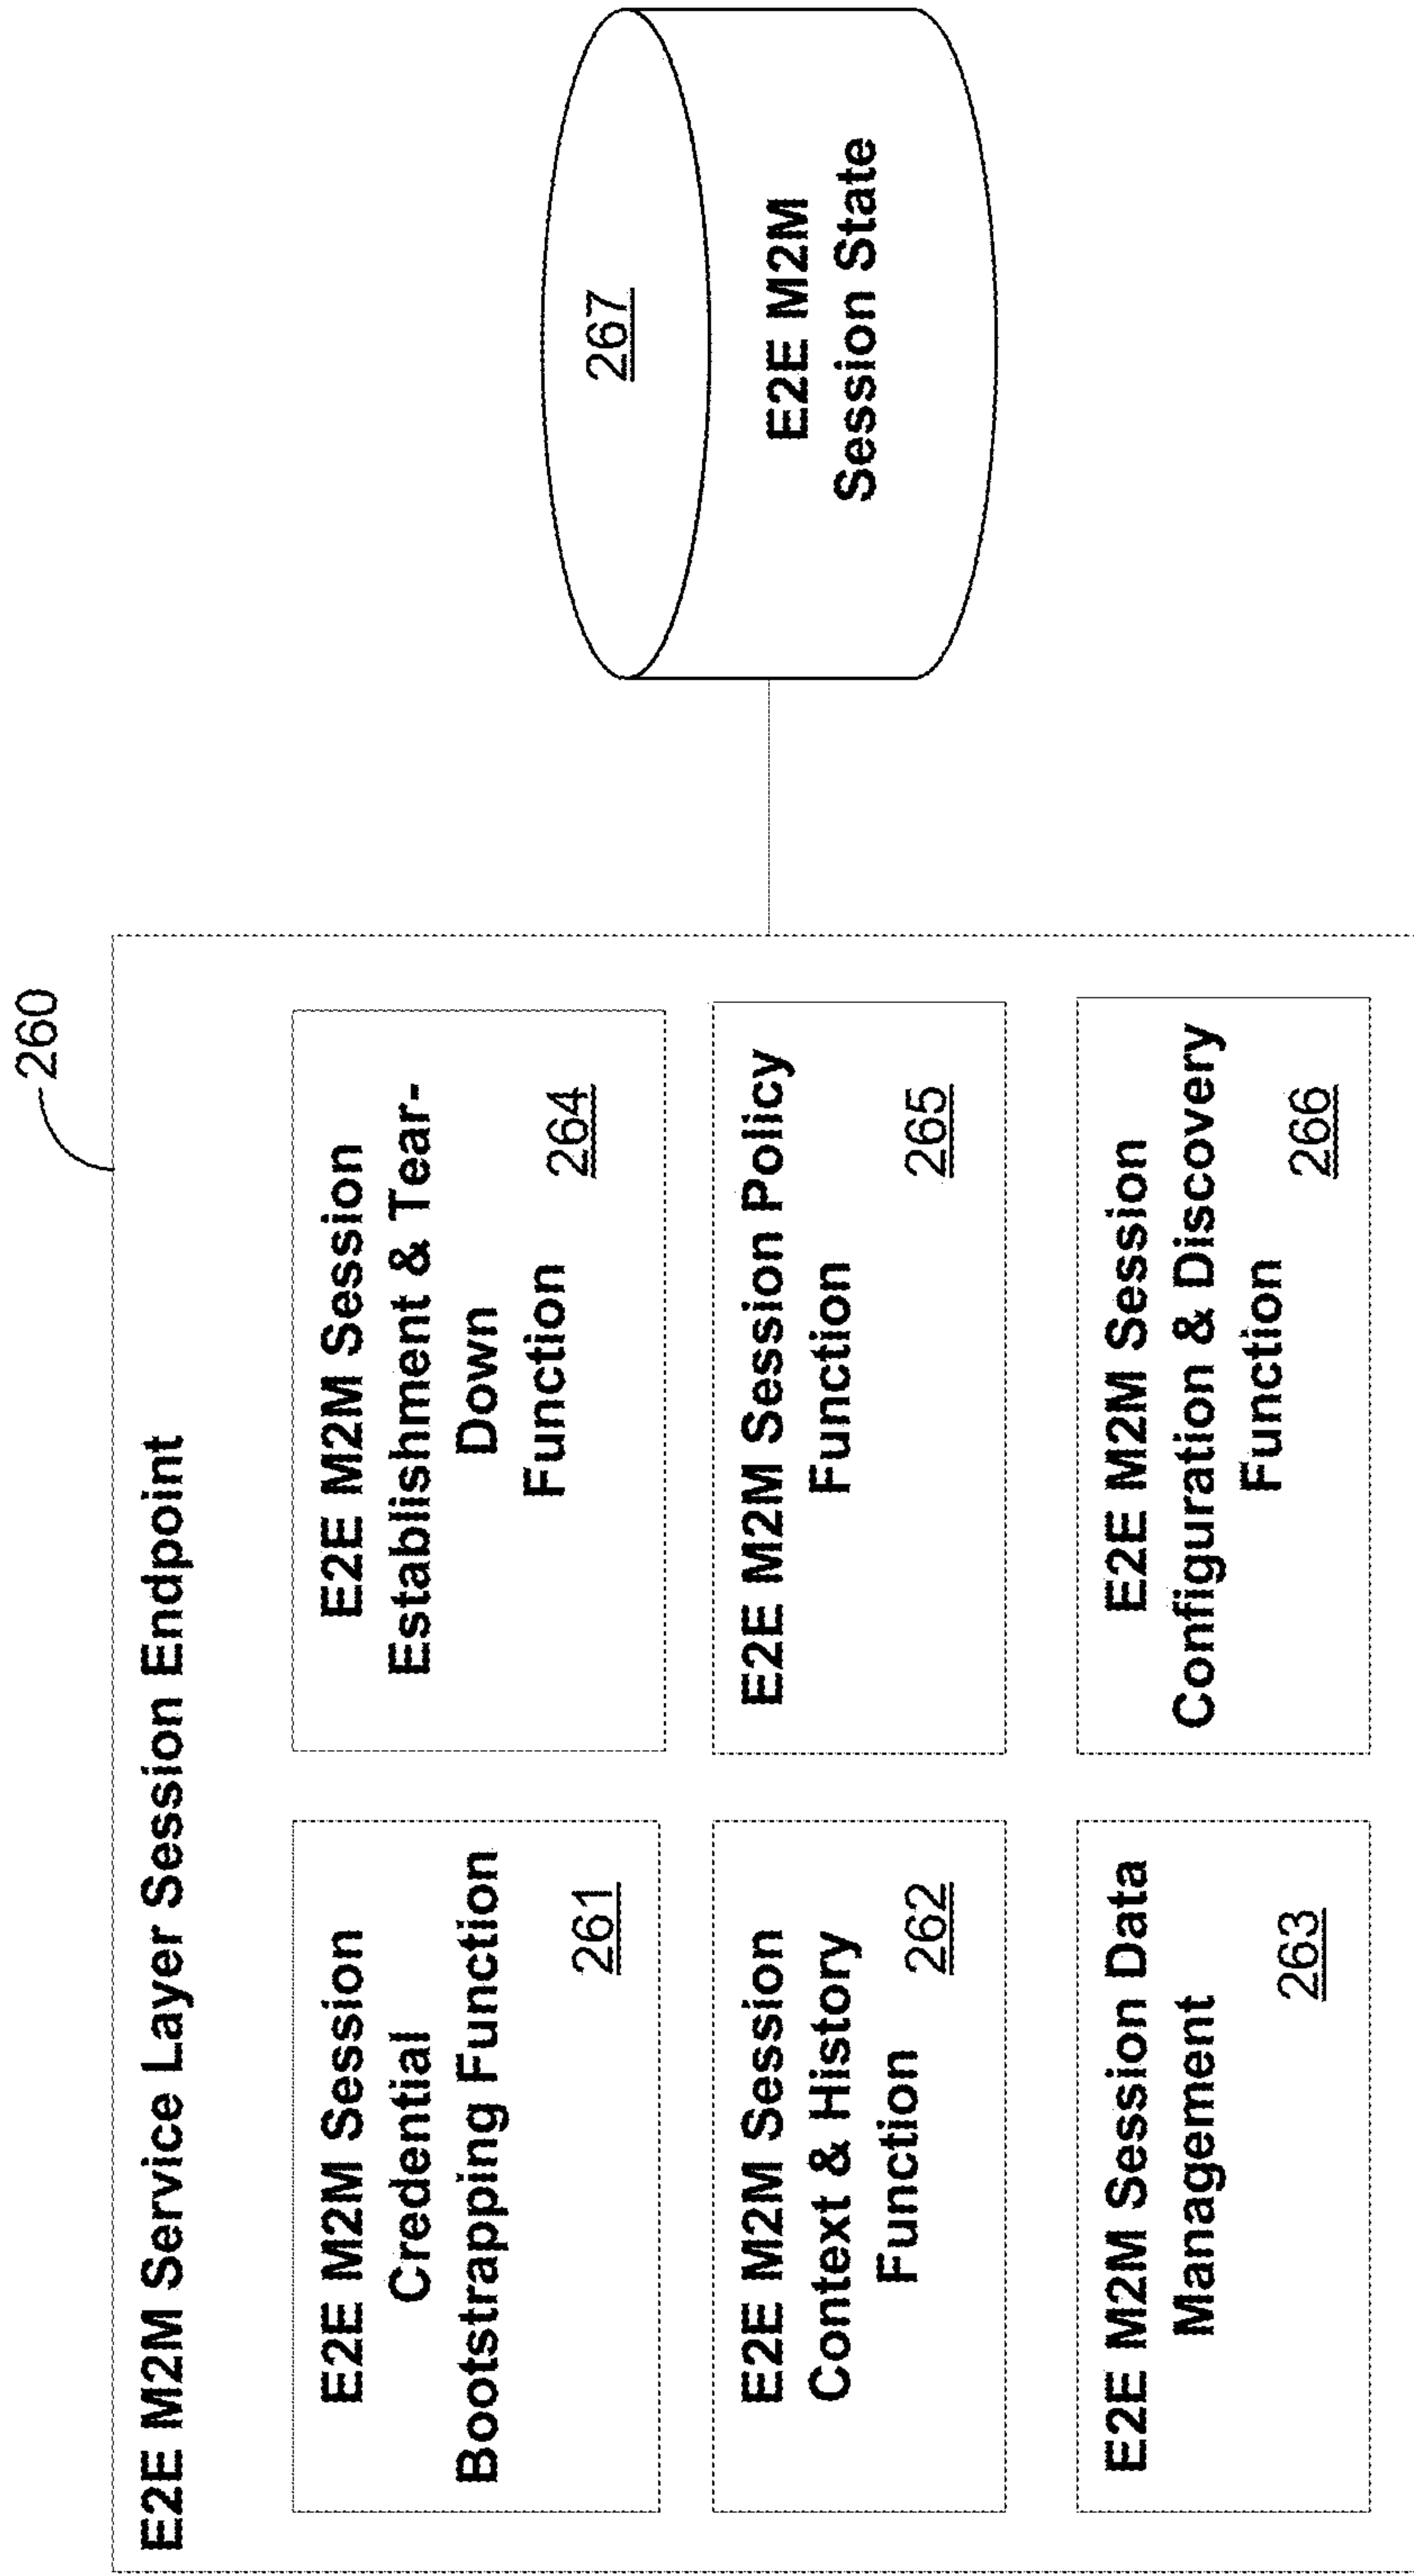 260
E2E M2M Service Layer Session Endpoint
E2E M2M Session
Credential
Bootstrapping Function
261
E2E M2M Session
Establishment & Tear-
Down
Function
264
E2E M2M Session
Context & History
Function
262
E2E M2M Session Policy
Function
265
E2E M2M Session Data
Management
263
E2E M2M Session
Configuration & Discovery
Function
266
267
E2E M2M
Session State